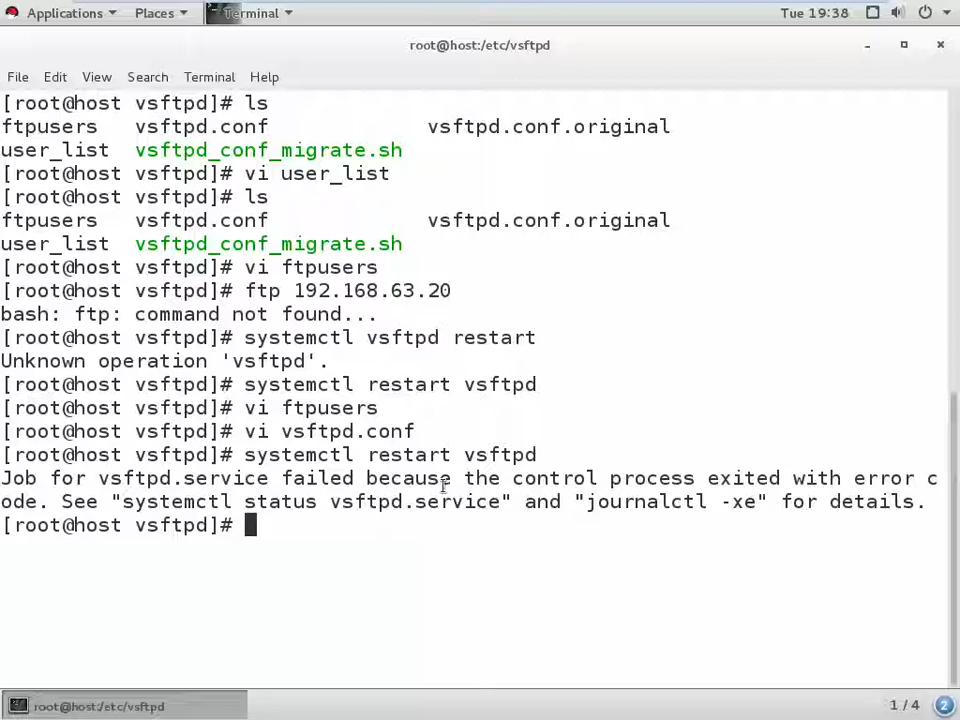 Applications Places Terminal Tue 19:38
root@host:/etc/vsftpd
File Edit View Search Terminal Help
[root@host vsftpd]# ls
ftpusers   vsftpd.conf             vsftpd.conf.original
user_list  vsftpd_conf_migrate.sh
[root@host vsftpd]# vi user_list
[root@host vsftpd]# ls
ftpusers   vsftpd.conf             vsftpd.conf.original
user_list  vsftpd_conf_migrate.sh
[root@host vsftpd]# vi ftpusers
[root@host vsftpd]# ftp 192.168.63.20
bash: ftp: command not found...
[root@host vsftpd]# systemctl vsftpd restart
Unknown operation 'vsftpd'.
[root@host vsftpd]# systemctl restart vsftpd
[root@host vsftpd]# vi ftpusers
[root@host vsftpd]# vi vsftpd.conf
[root@host vsftpd]# systemctl restart vsftpd
Job for vsftpd.service failed because the control process exited with error c
ode. See "systemctl status vsftpd.service" and "journalctl -xe" for details.
[root@host vsftpd]#
root@host:/etc/vsftpd 1 / 4 2